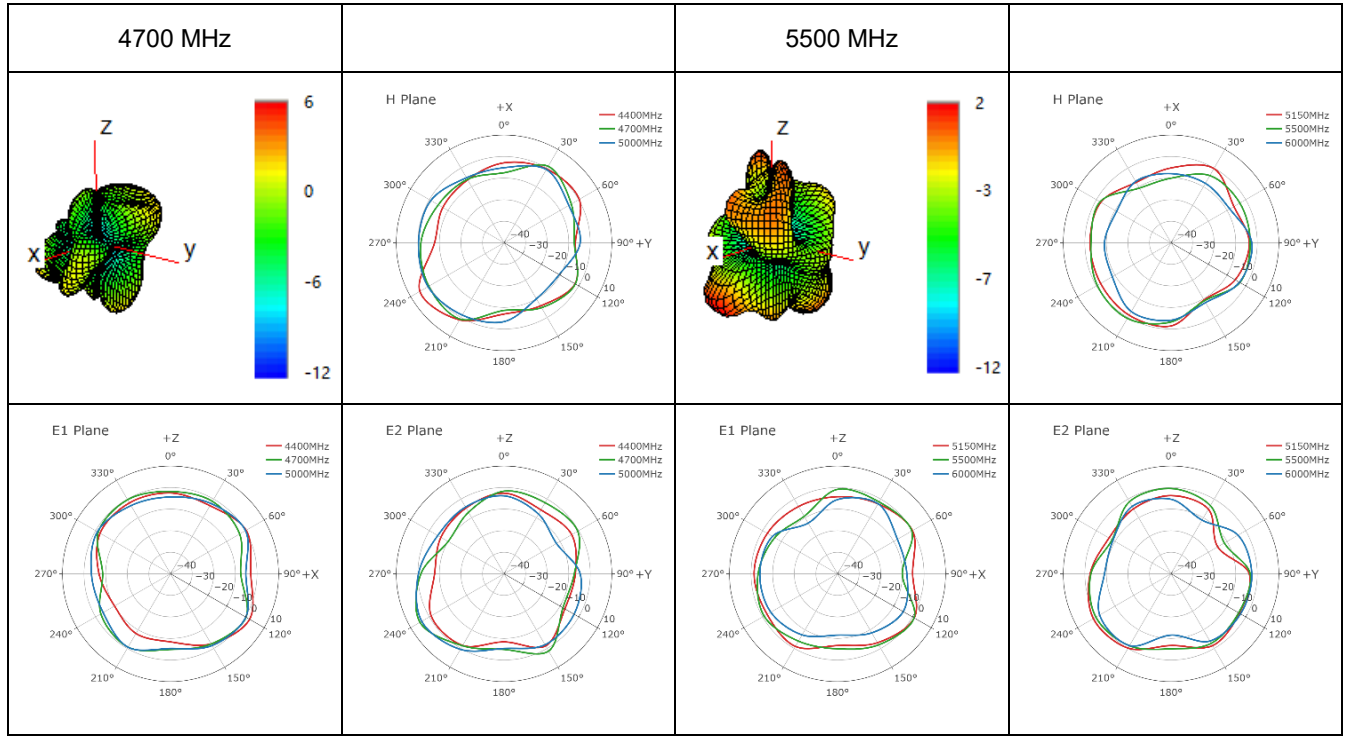 4700 MHz
5500 MHz
6
0
-6
-12
z
x
y
H Plane
+X
0°
30°
60°
90° +Y
120°
150°
180°
210°
240°
270°
300°
330°
−40
−30
−20
−10
0
10
4400MHz
4700MHz
5000MHz
2
-3
-7
-12
z
x
y
H Plane
+X
0°
30°
60°
90° +Y
120°
150°
180°
210°
240°
270°
300°
330°
−40
−30
−20
−10
0
10
5150MHz
5500MHz
6000MHz
E1 Plane
+Z
0°
30°
60°
90° +X
120°
150°
180°
210°
240°
270°
300°
330°
−40
−30
−20
−10
0
10
4400MHz
4700MHz
5000MHz
E2 Plane
+Z
0°
30°
60°
90° +Y
120°
150°
180°
210°
240°
270°
300°
330°
−40
−30
−20
−10
0
10
4400MHz
4700MHz
5000MHz
E1 Plane
+Z
0°
30°
60°
90° +X
120°
150°
180°
210°
240°
270°
300°
330°
−40
−30
−20
−10
0
10
5150MHz
5500MHz
6000MHz
E2 Plane
+Z
0°
30°
60°
90° +Y
120°
150°
180°
210°
240°
270°
300°
330°
−40
−30
−20
−10
0
10
5150MHz
5500MHz
6000MHz